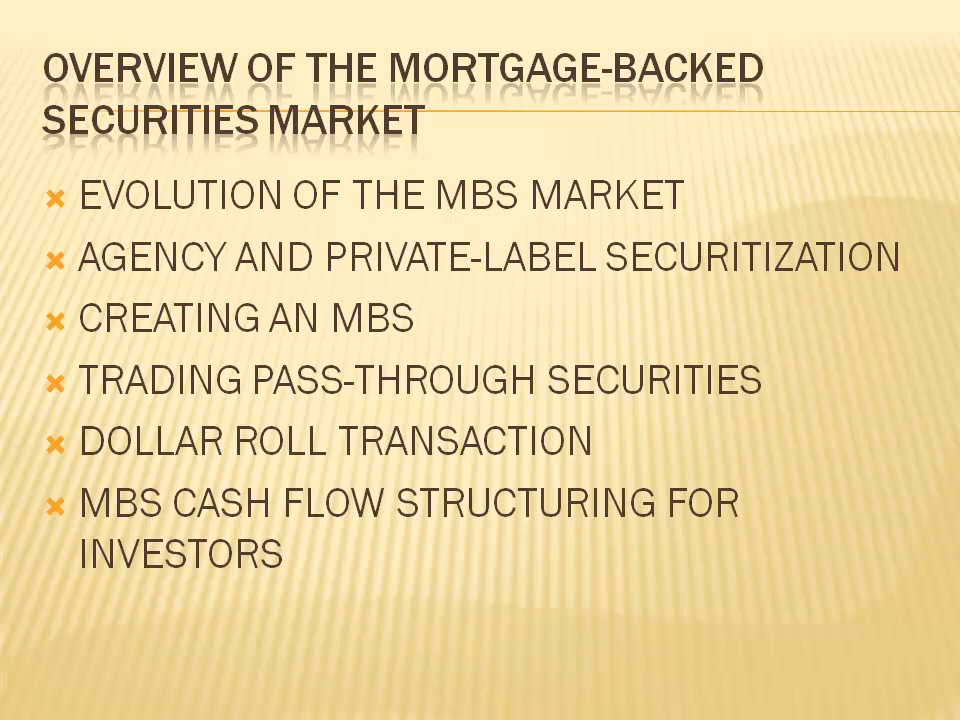 OVERVIEW OF THE MORTGAGE-BACKED
SECURITIES MARKET
EVOLUTION OF THE MBS MARKET
AGENCY AND PRIVATE-LABEL SECURITIZATION
CREATING AN MBS
TRADING PASS-THROUGH SECURITIES
DOLLAR ROLL TRANSACTION
MBS CASH FLOW STRUCTURING FOR
INVESTORS